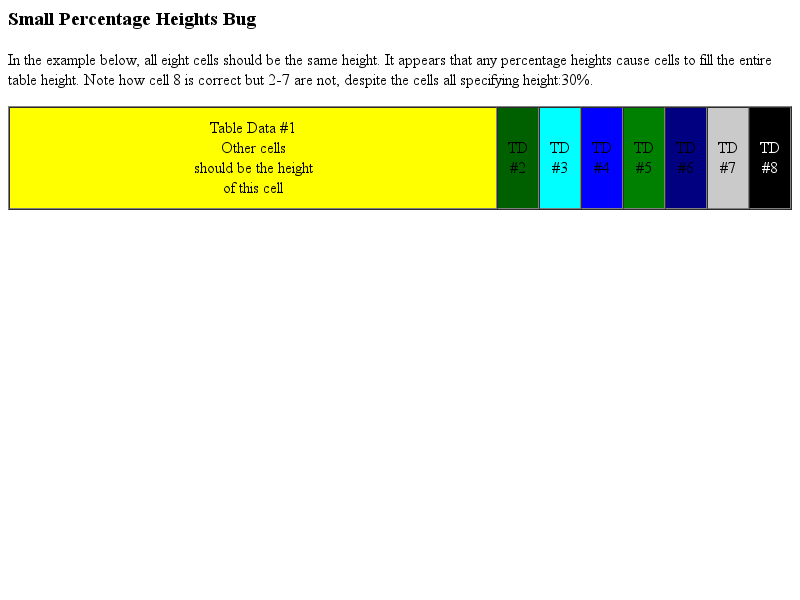 Small Percentage Heights Bug
In the example below, all eight cells should be the same height. It appears that any percentage heights cause cells to fill the entire
table height. Note how cell 8 is correct but 2-7 are not, despite the cells all specifying height:30%.
Table Data #1
Other cells
should be the height
of this cell
TD
#2
TD
#3
TD
#4
TD
#5
TD
#6
TD
#7
TD
#8